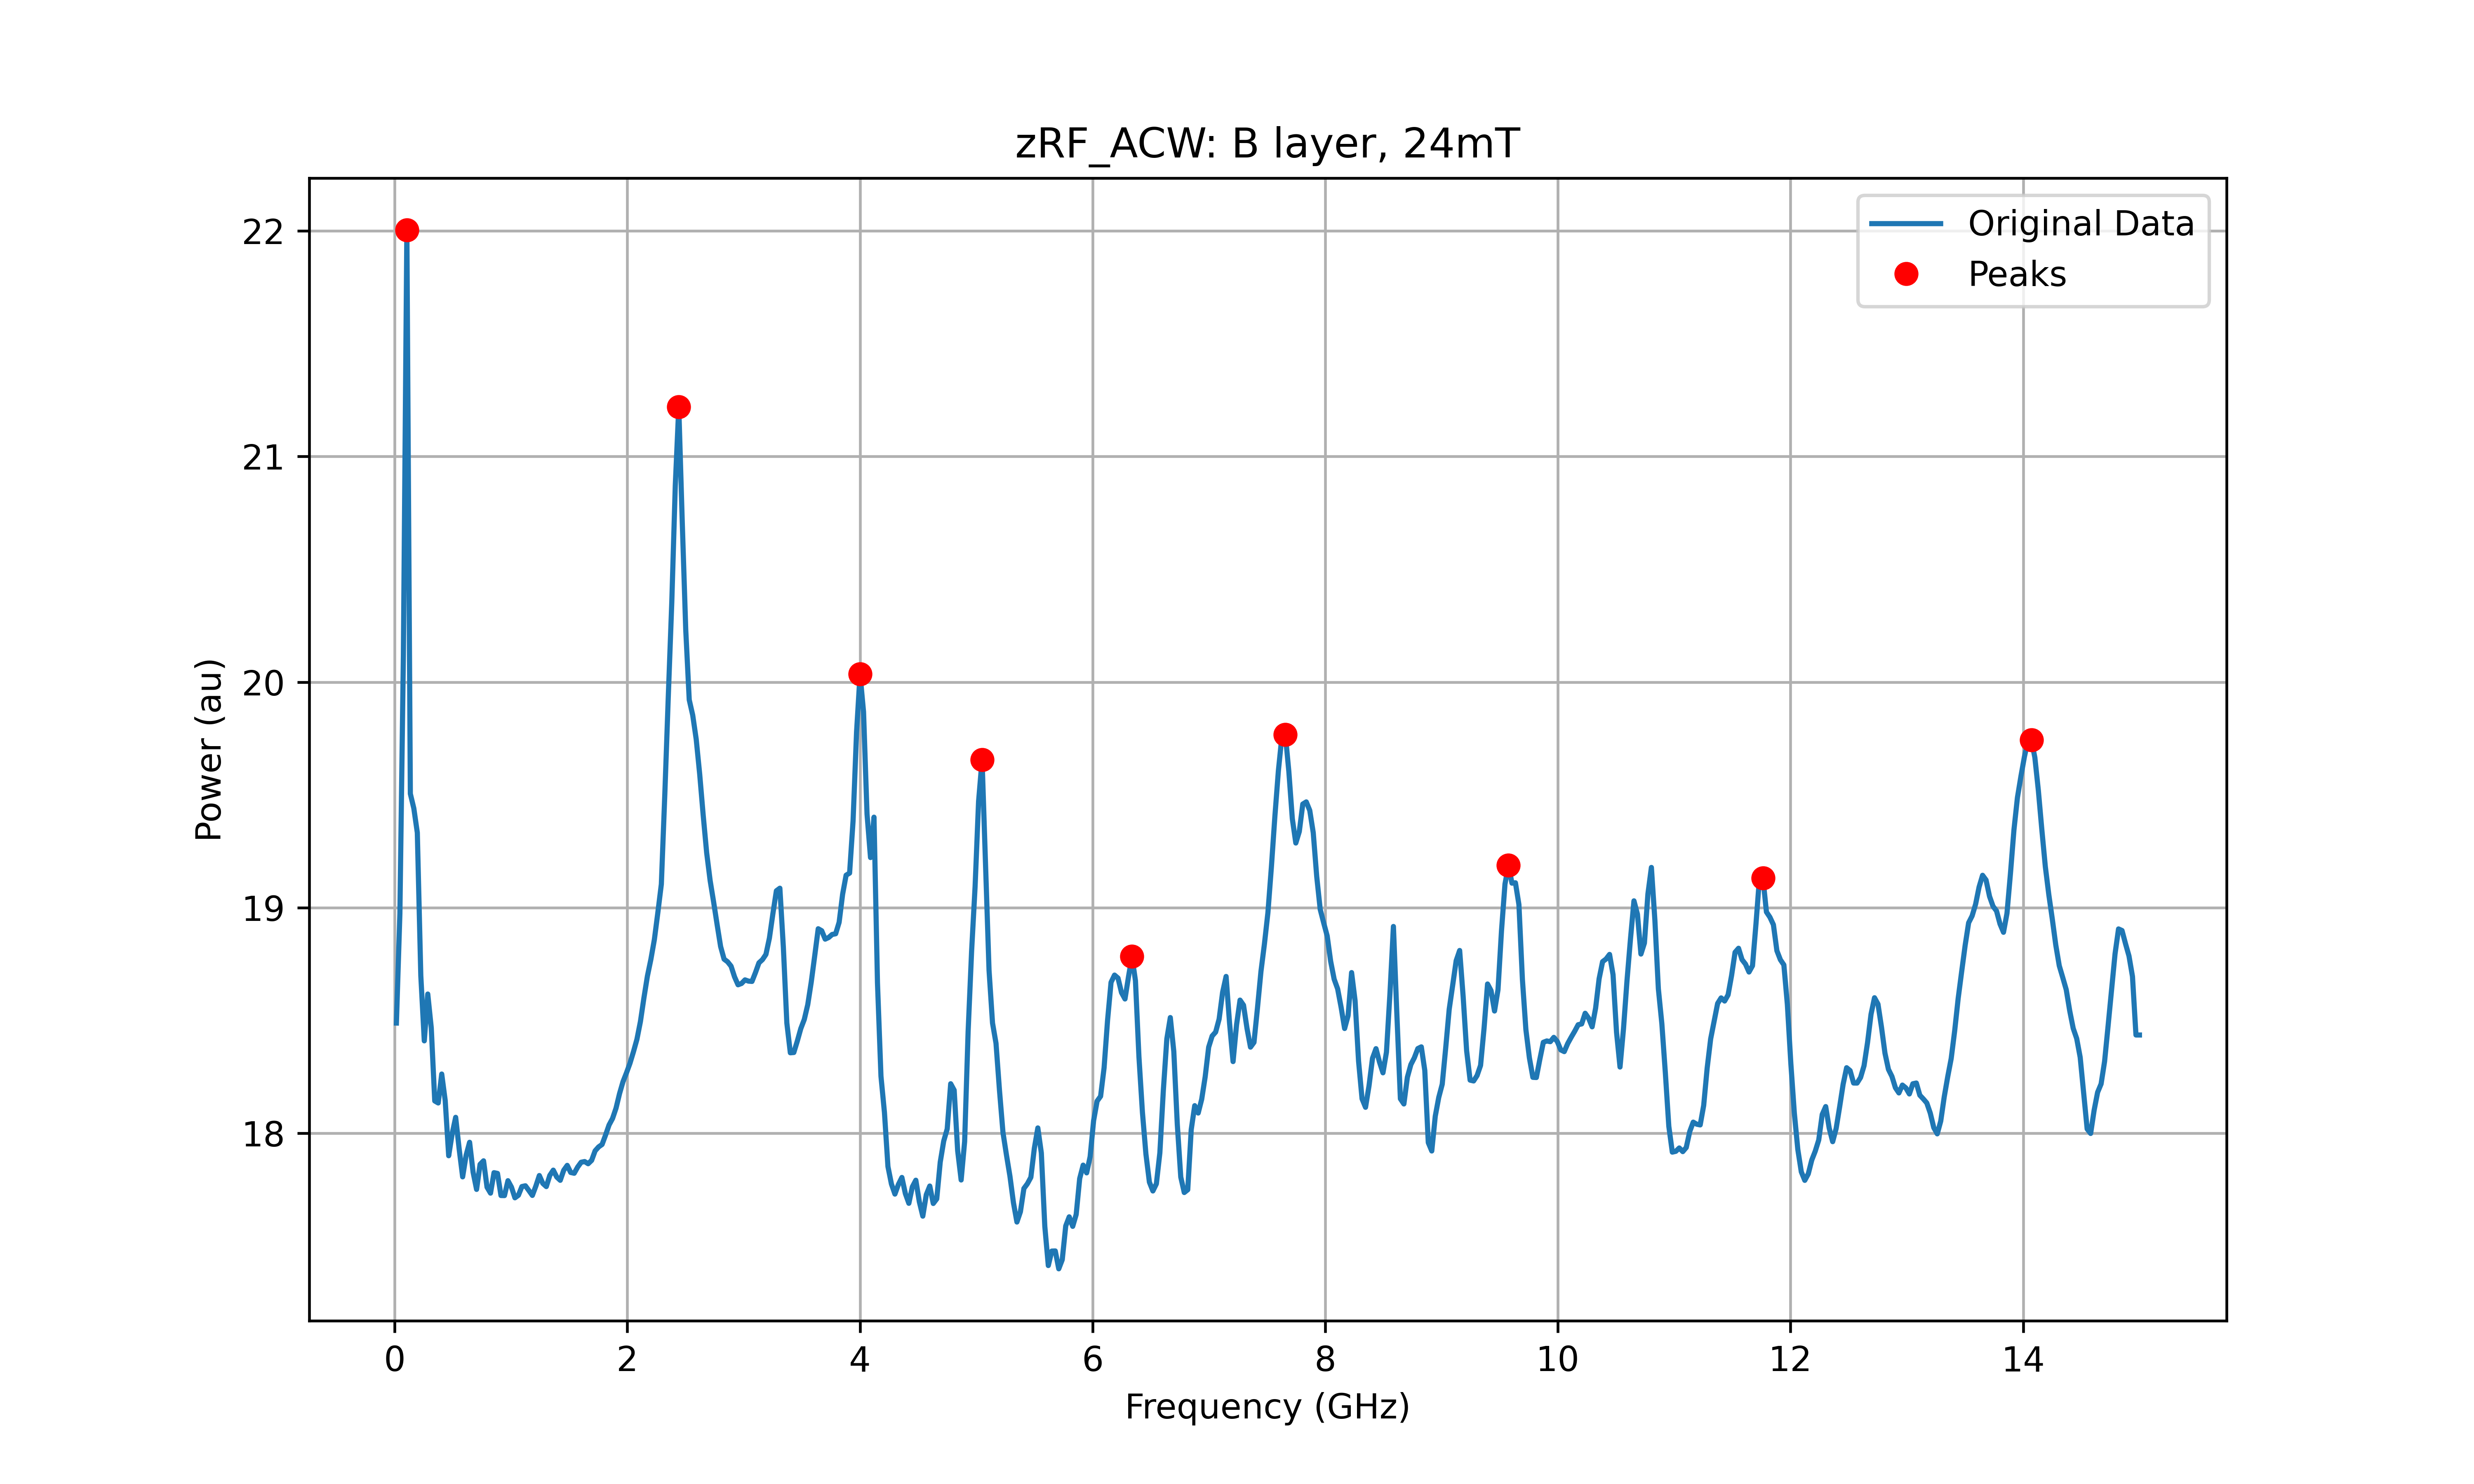 zRF_ACW: B layer, 24mT
Original Data
Peaks
Power (au)
22
21
20
19
18
0 2 4 6 8 10 12 14
Frequency (GHz)